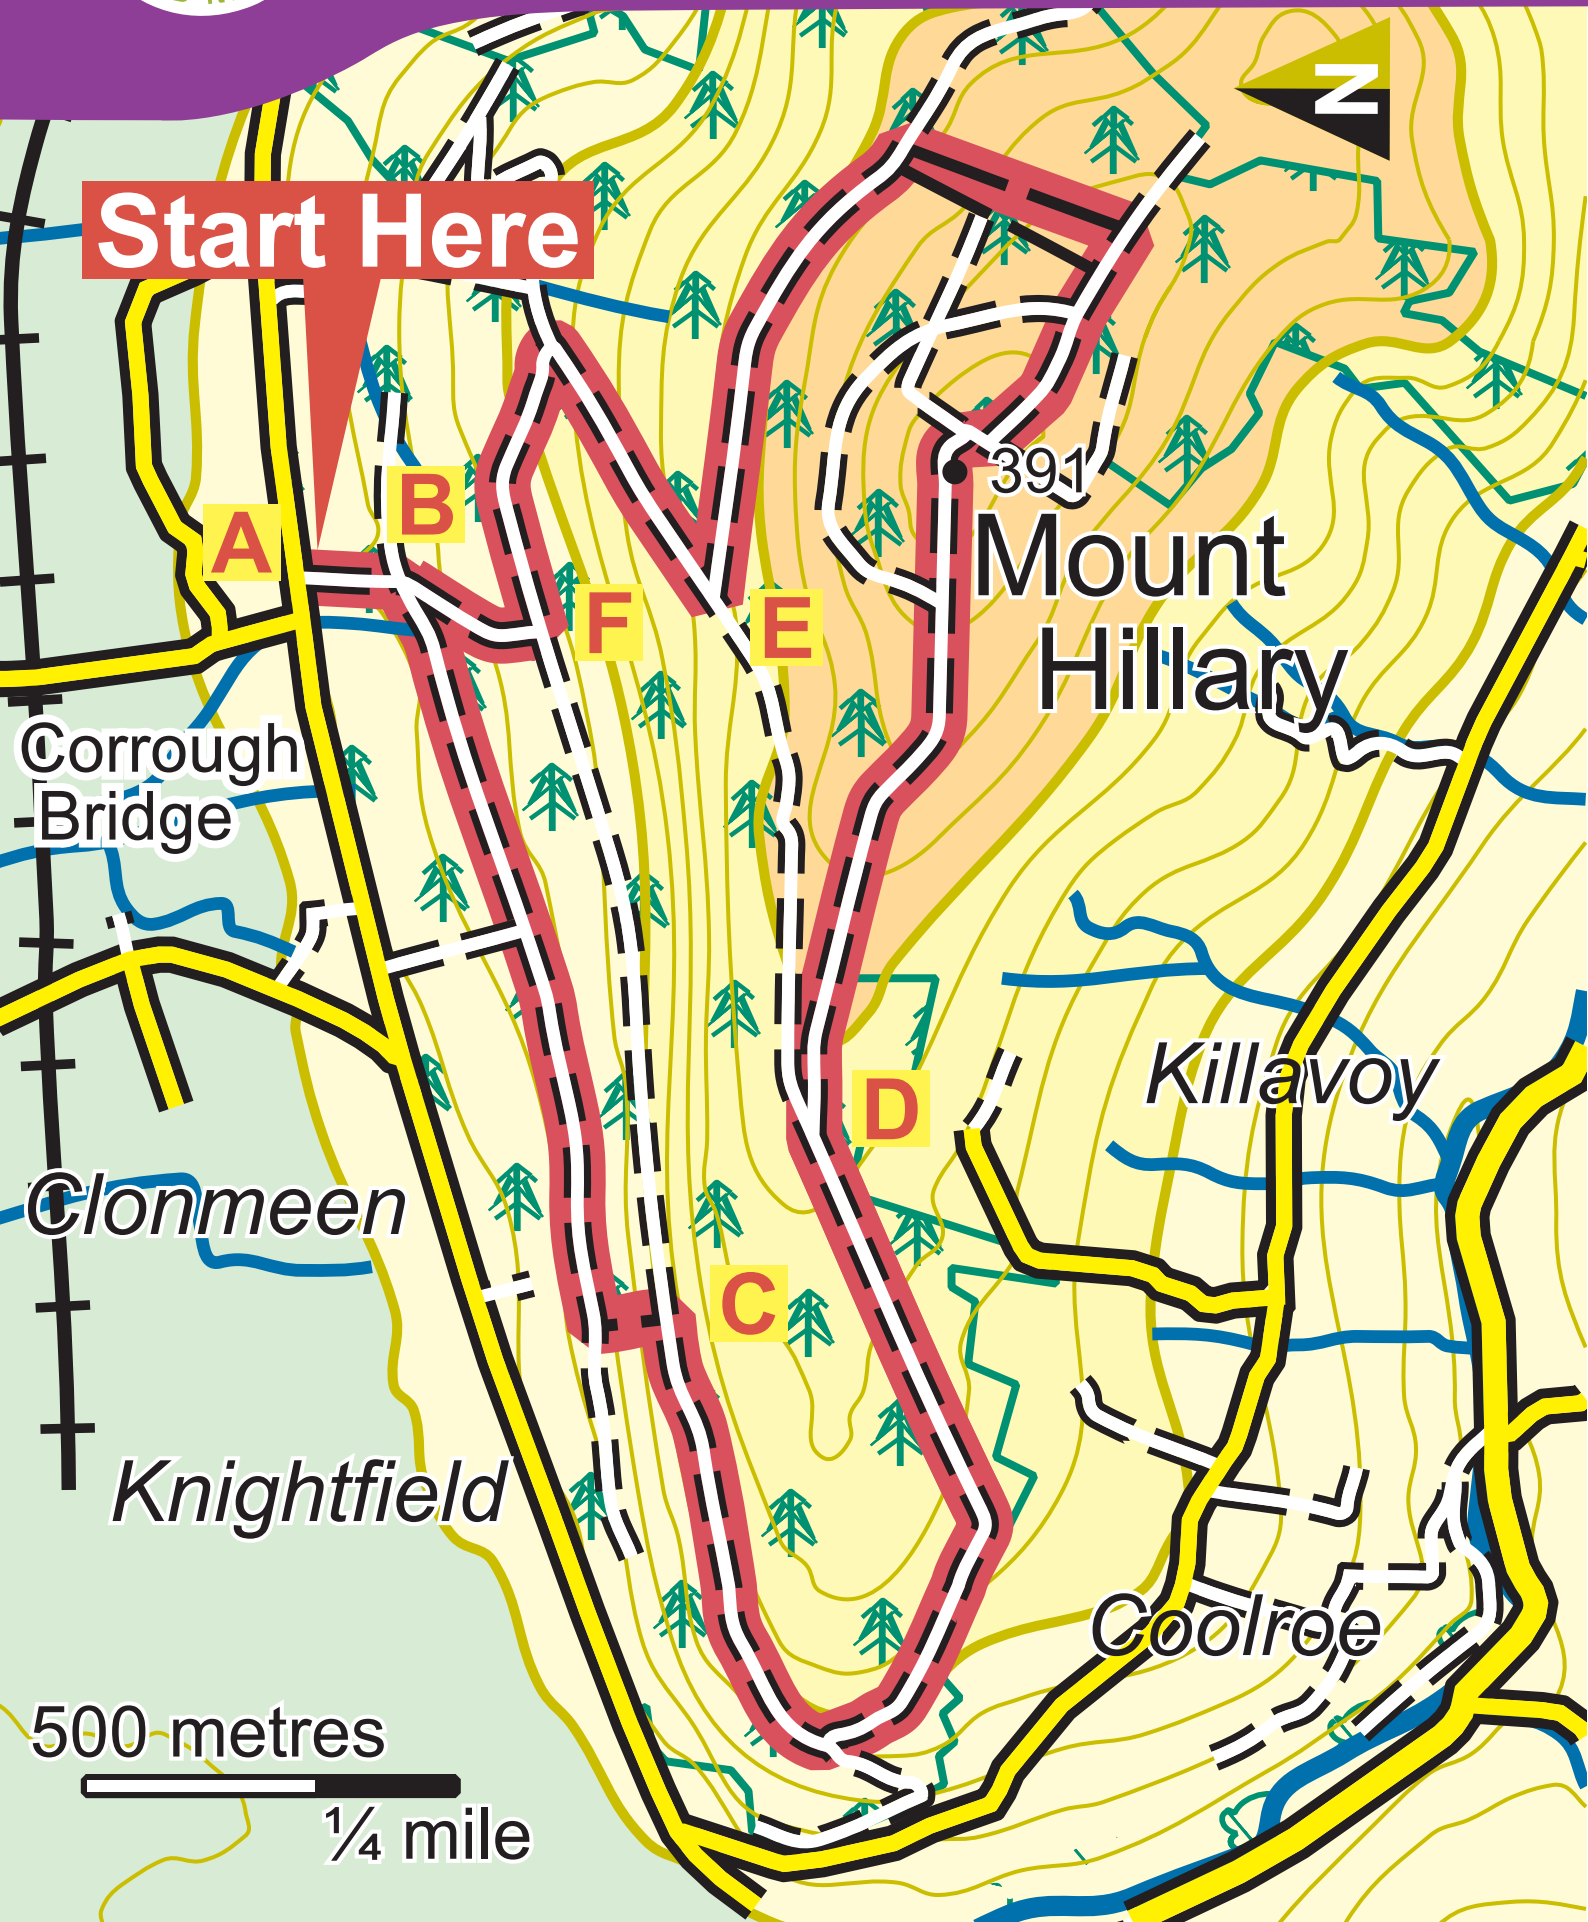 N
Start Here
A
B
391
Mount
Hillary
F
E
Corrough
Bridge
Killavoy
D
Clonmeen
C
Knightfield
Coolroe
500 metres
¼ mile